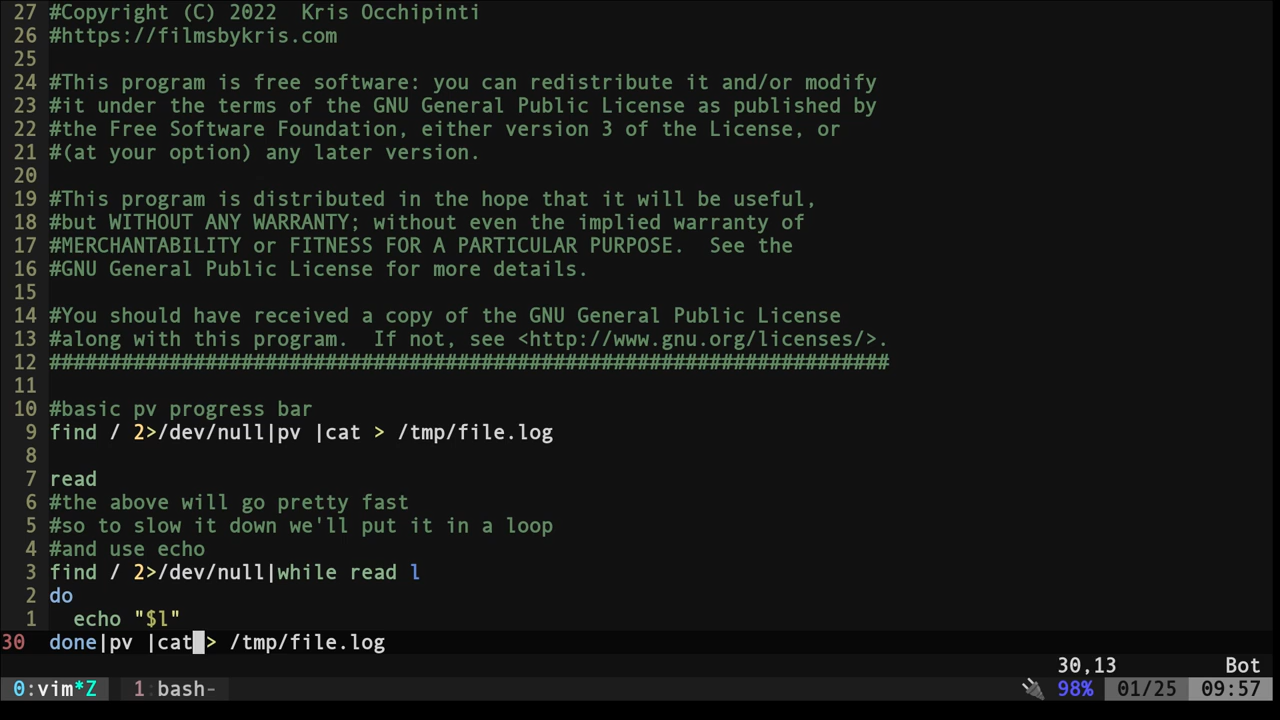 27 #Copyright (C) 2022  Kris Occhipinti
26 #https://filmsbykris.com
25
24 #This program is free software: you can redistribute it and/or modify
23 #it under the terms of the GNU General Public License as published by
22 #the Free Software Foundation, either version 3 of the License, or
21 #(at your option) any later version.
20
19 #This program is distributed in the hope that it will be useful,
18 #but WITHOUT ANY WARRANTY; without even the implied warranty of
17 #MERCHANTABILITY or FITNESS FOR A PARTICULAR PURPOSE.  See the
16 #GNU General Public License for more details.
15
14 #You should have received a copy of the GNU General Public License
13 #along with this program.  If not, see <http://www.gnu.org/licenses/>.
12 ######################################################################
11
10 #basic pv progress bar
9 find / 2>/dev/null|pv |cat > /tmp/file.log
8
7 read
6 #the above will go pretty fast
5 #so to slow it down we'll put it in a loop
4 #and use echo
3 find / 2>/dev/null|while read l
2 do
1   echo "$l"
30 done|pv |cat > /tmp/file.log
30,13 Bot
0:vim*Z 1:bash- 98% 01/25 09:57